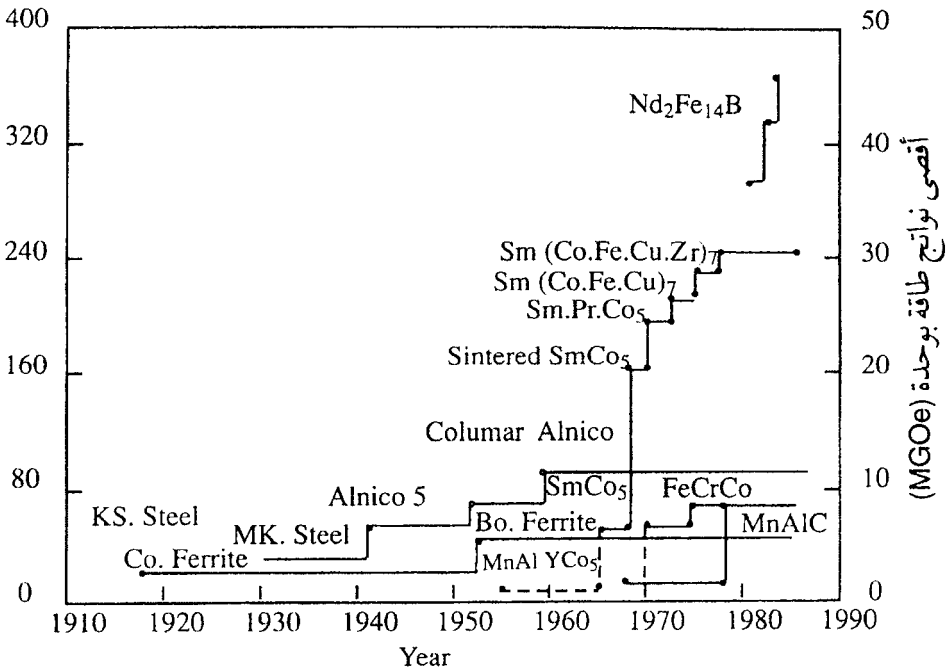 400
320
240
160
80
0
50
40
30
20
10
0
أقصى نواتج طاقة بوحدة (MGOe)
Nd2Fe14B
Sm (Co.Fe.Cu.Zr)7
Sm (Co.Fe.Cu)7
Sm.Pr.Co5
Sintered SmCo5
Columar Alnico
SmCo5
FeCrCo
Alnico 5
KS. Steel
MK. Steel
Bo. Ferrite
MnAlC
Co. Ferrite
MnAl YCo5
1910 1920 1930 1940 1950 1960 1970 1980 1990
Year